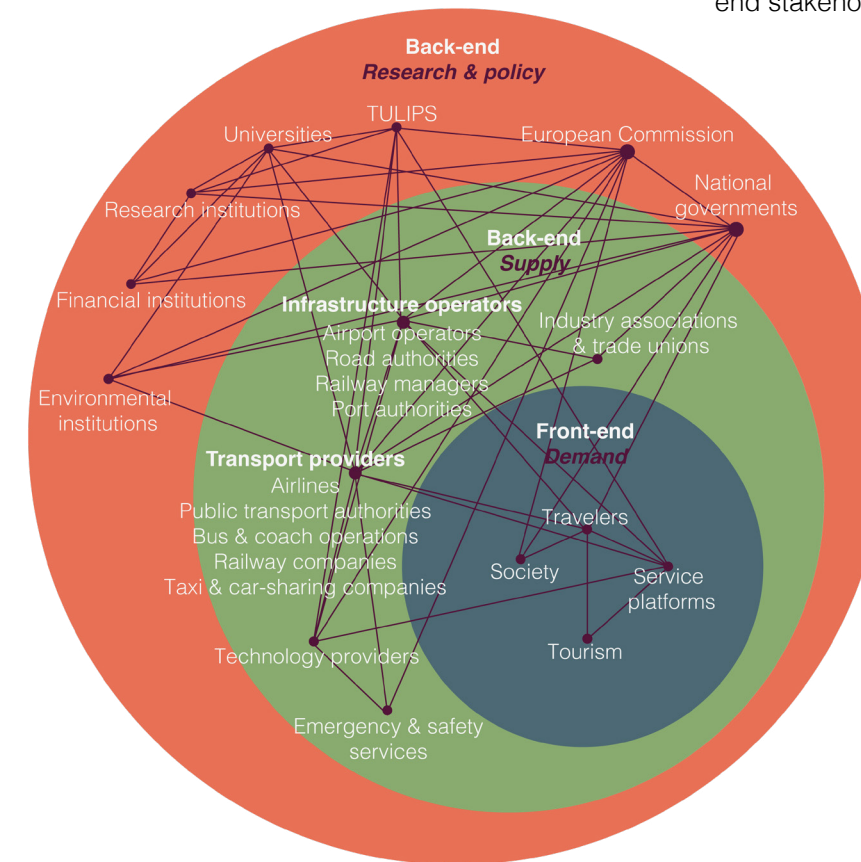 end stakeho
Back-end
Research & policy
TULIPS
Universities
European Commission
National
governments
Research institutions
Back-end
Supply
Financial institutions
Infrastructure operators
Airport operators
Road authorities
Railway managers
Port authorities
Industry associations
& trade unions
Environmental
institutions
Front-end
Demand
Transport providers
Airlines
Public transport authorities
Bus & coach operations
Railway companies
Taxi & car-sharing companies
Travelers
Society
Service
platforms
Tourism
Technology providers
Emergency & safety
services